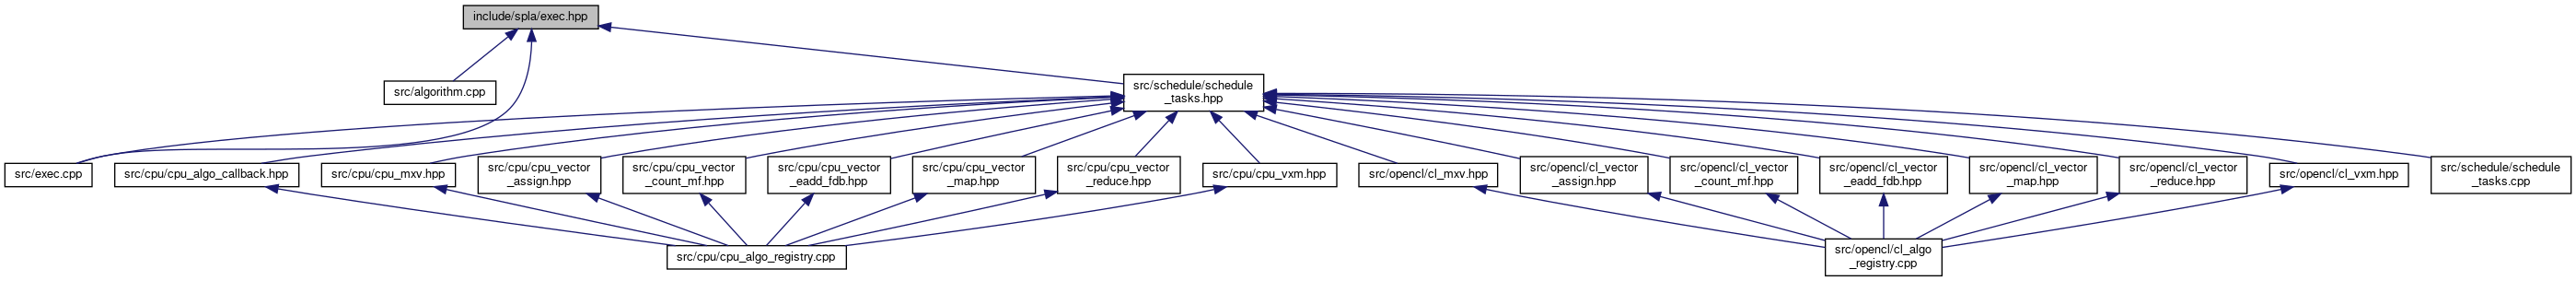 include/spla/exec.hpp
src/algorithm.cpp
src/schedule/schedule
_tasks.hpp
src/exec.cpp
src/cpu/cpu_algo_callback.hpp
src/cpu/cpu_mxv.hpp
src/cpu/cpu_vector
_assign.hpp
src/cpu/cpu_vector
_count_mf.hpp
src/cpu/cpu_vector
_eadd_fdb.hpp
src/cpu/cpu_vector
_map.hpp
src/cpu/cpu_vector
_reduce.hpp
src/cpu/cpu_vxm.hpp
src/opencl/cl_mxv.hpp
src/opencl/cl_vector
_assign.hpp
src/opencl/cl_vector
_count_mf.hpp
src/opencl/cl_vector
_eadd_fdb.hpp
src/opencl/cl_vector
_map.hpp
src/opencl/cl_vector
_reduce.hpp
src/opencl/cl_vxm.hpp
src/schedule/schedule
_tasks.cpp
src/cpu/cpu_algo_registry.cpp
src/opencl/cl_algo
_registry.cpp